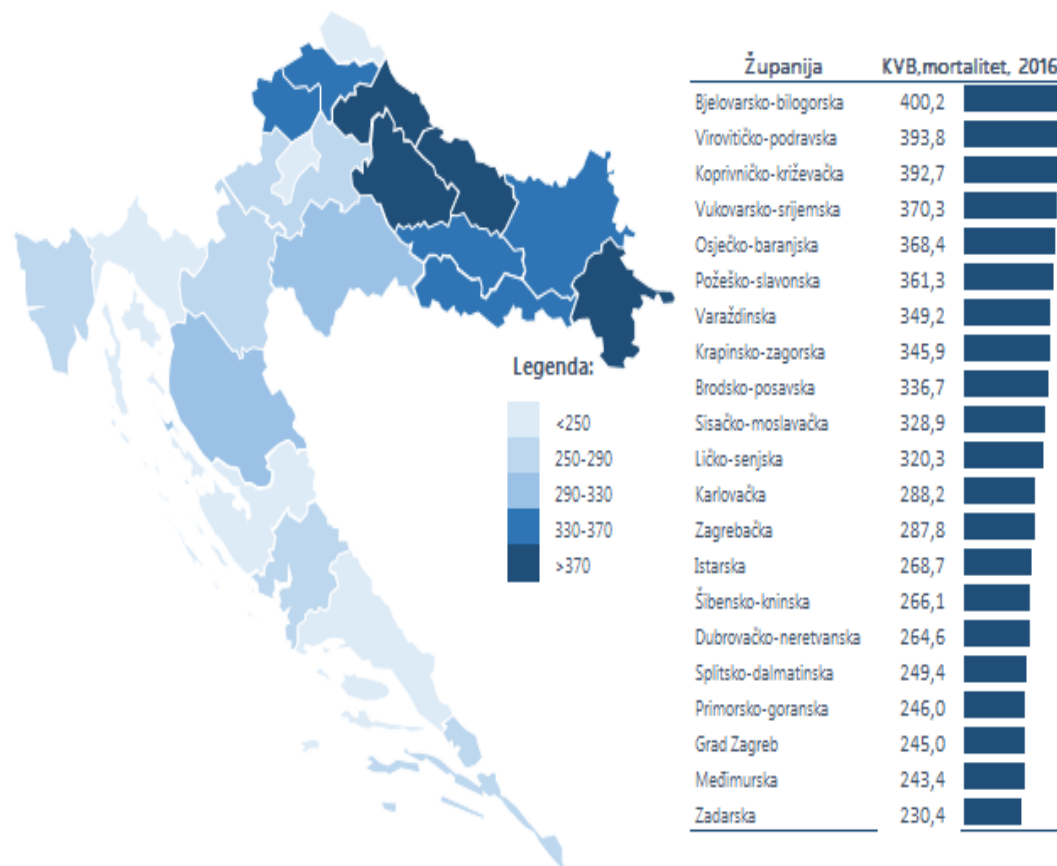 Županija KVB,mortalitet, 2016
Bjelovarsko-bilogorska 400,2
Virovitičko-podravska 393,8
Koprivničko-križevačka 392,7
Vukovarsko-srijemska 370,3
Osječko-baranjska 368,4
Požeško-slavonska 361,3
Varaždinska 349,2
Krapinsko-zagorska 345,9
Brodsko-posavska 336,7
Sisačko-moslavačka 328,9
Ličko-senjska 320,3
Karlovačka 288,2
Zagrebačka 287,8
Istarska 268,7
Šibensko-kninska 266,1
Dubrovačko-neretvanska 264,6
Splitsko-dalmatinska 249,4
Primorsko-goranska 246,0
Grad Zagreb 245,0
Međimurska 243,4
Zadarska 230,4
Legenda:
<250
250-290
290-330
330-370
>370